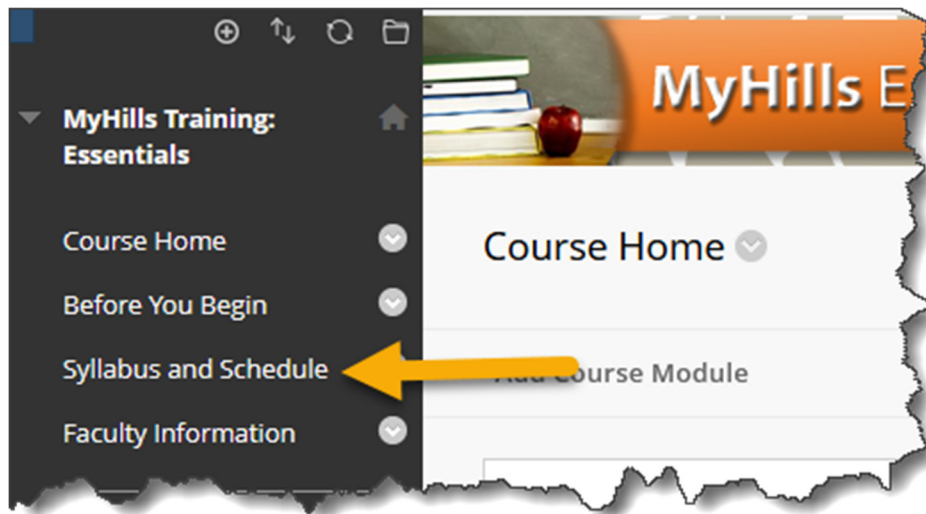 MyHills Training:
Essentials
Course Home
Before You Begin
Syllabus and Schedule
Faculty Information
MyHills E
Course Home
Add Course Module